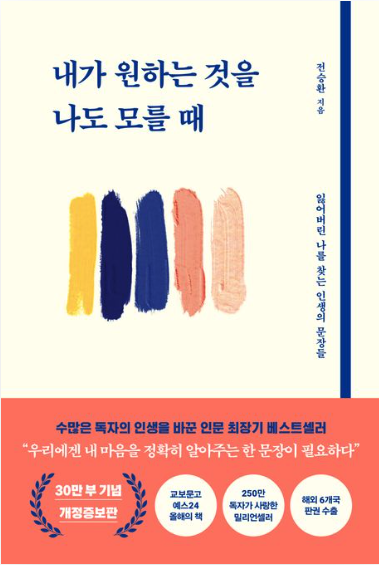 내가 원하는 것을
나도 모를 때
전승환 지음
잃어버린 나를 찾는 인생의 문장들
수많은 독자의 인생을 바꾼 인문 최장기 베스트셀러
“우리에겐 내 마음을 정확히 알아주는 한 문장이 필요하다”
30만 부 기념
개정증보판
교보문고
예스24
올해의 책
250만
독자가 사랑한
밀리언셀러
해외 6개국
판권 수출